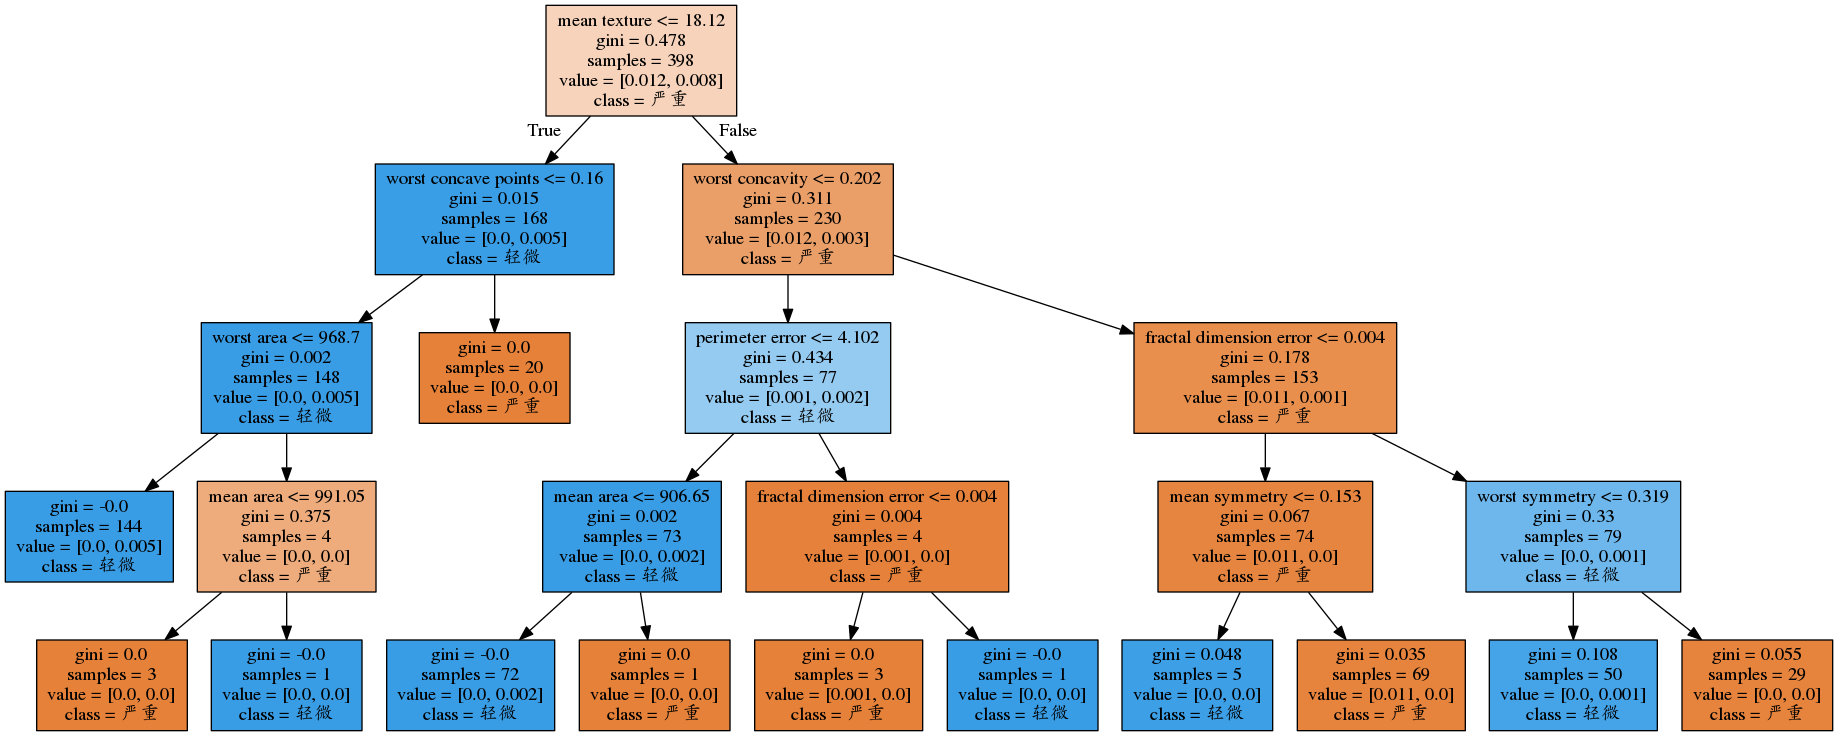 mean texture <= 18.12
gini = 0.478
samples = 398
value = [0.012, 0.008]
class = 严重
True
False
worst concave points <= 0.16
gini = 0.015
samples = 168
value = [0.0, 0.005]
class = 轻微
worst concavity <= 0.202
gini = 0.311
samples = 230
value = [0.012, 0.003]
class = 严重
worst area <= 968.7
gini = 0.002
samples = 148
value = [0.0, 0.005]
class = 轻微
gini = 0.0
samples = 20
value = [0.0, 0.0]
class = 严重
perimeter error <= 4.102
gini = 0.434
samples = 77
value = [0.001, 0.002]
class = 轻微
fractal dimension error <= 0.004
gini = 0.178
samples = 153
value = [0.011, 0.001]
class = 严重
gini = -0.0
samples = 144
value = [0.0, 0.005]
class = 轻微
mean area <= 991.05
gini = 0.375
samples = 4
value = [0.0, 0.0]
class = 严重
mean area <= 906.65
gini = 0.002
samples = 73
value = [0.0, 0.002]
class = 轻微
fractal dimension error <= 0.004
gini = 0.004
samples = 4
value = [0.001, 0.0]
class = 严重
mean symmetry <= 0.153
gini = 0.067
samples = 74
value = [0.011, 0.0]
class = 严重
worst symmetry <= 0.319
gini = 0.33
samples = 79
value = [0.0, 0.001]
class = 轻微
gini = 0.0
samples = 3
value = [0.0, 0.0]
class = 严重
gini = -0.0
samples = 1
value = [0.0, 0.0]
class = 轻微
gini = -0.0
samples = 72
value = [0.0, 0.002]
class = 轻微
gini = 0.0
samples = 1
value = [0.0, 0.0]
class = 严重
gini = 0.0
samples = 3
value = [0.001, 0.0]
class = 严重
gini = -0.0
samples = 1
value = [0.0, 0.0]
class = 轻微
gini = 0.048
samples = 5
value = [0.0, 0.0]
class = 轻微
gini = 0.035
samples = 69
value = [0.011, 0.0]
class = 严重
gini = 0.108
samples = 50
value = [0.0, 0.001]
class = 轻微
gini = 0.055
samples = 29
value = [0.0, 0.0]
class = 严重